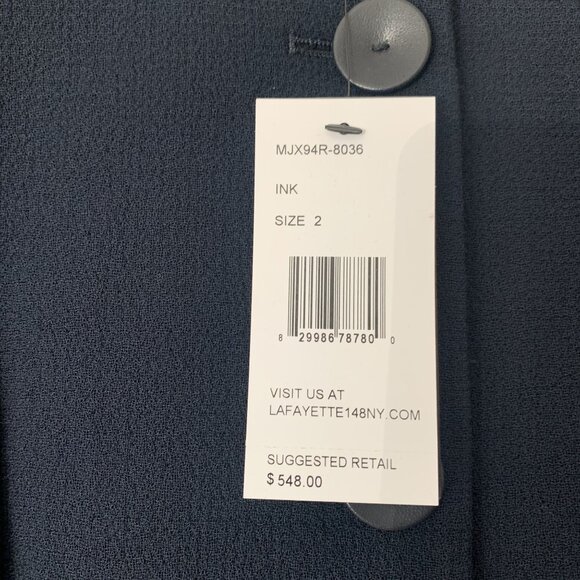 MJX94R-8036
INK
SIZE 2
8 29986 78780 0
VISIT US AT
LAFAYETTE148NY.COM
SUGGESTED RETAIL
$ 548.00